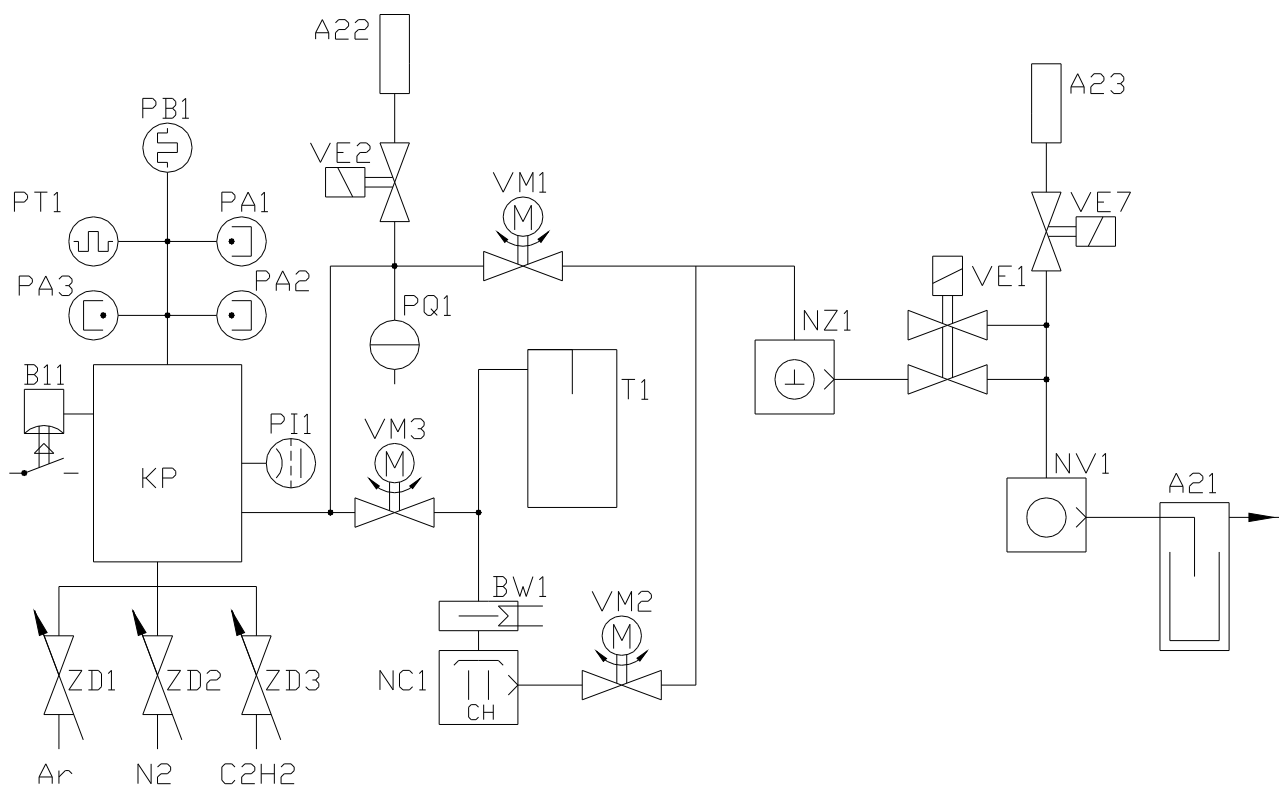 A22
A23
PB1
VE2
VM1
M
PT1
PA1
VE7
PA3
PA2
VE1
PQ1
NZ1
B11
T1
PI1
VM3
M
KP
NV1
A21
BW1
VM2
M
ZD1
ZD2
ZD3
NC1
CH
Ar
N2
C2H2